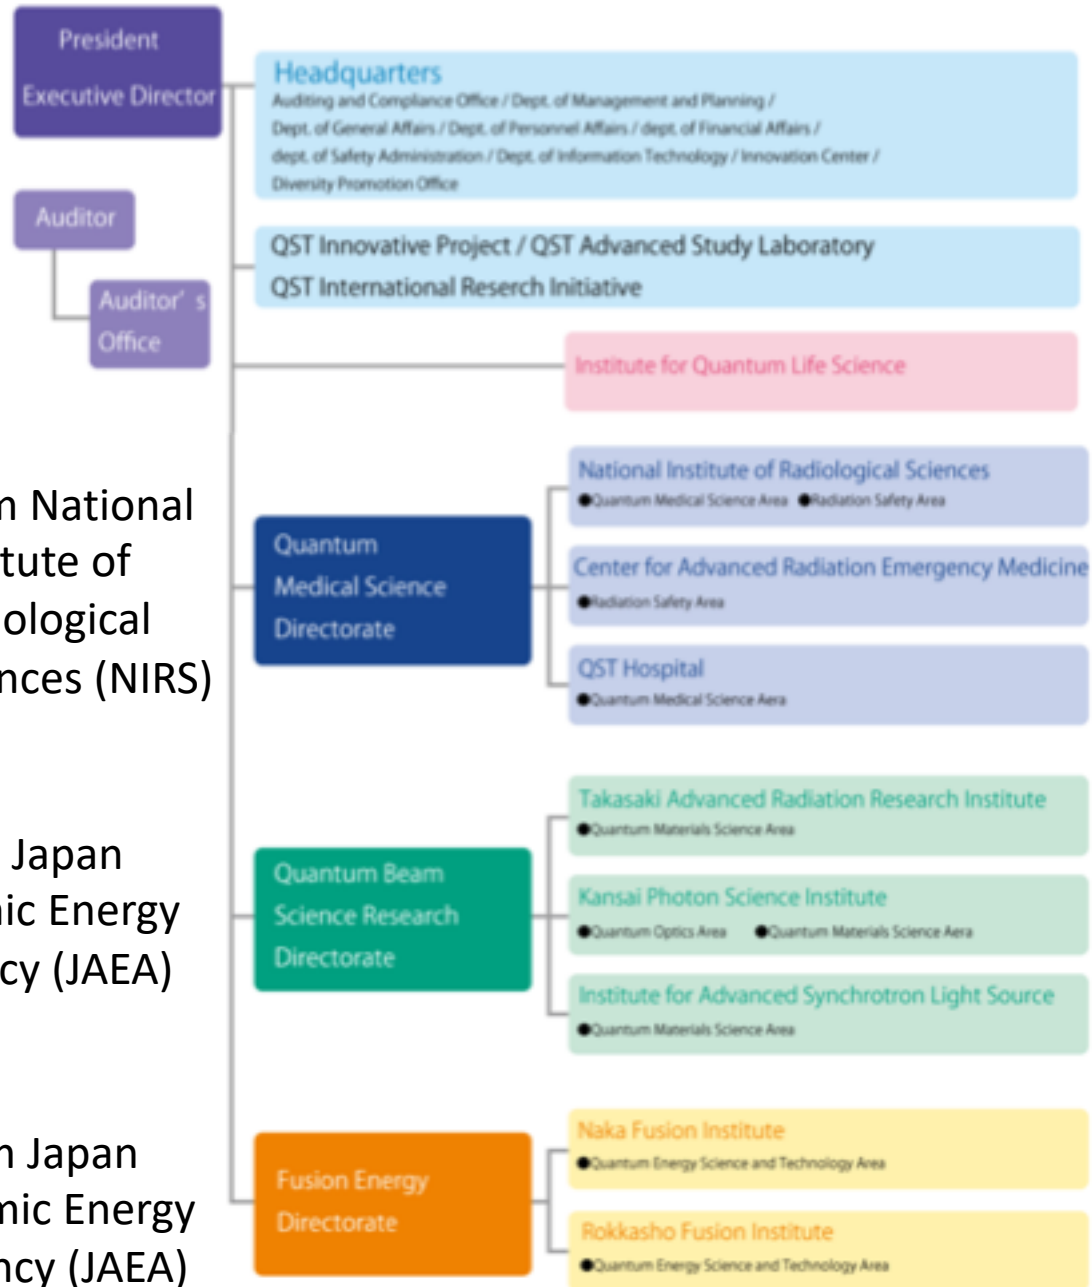 President
Executive Director
Headquarters
Auditing and Compliance Office / Dept. of Management and Planning /
Dept. of General Affairs / Dept. of Personnel Affairs / dept. of Financial Affairs /
dept. of Safety Administration / Dept. of Information Technology / Innovation Center /
Diversity Promotion Office
Auditor
Auditor's
Office
QST Innovative Project / QST Advanced Study Laboratory
QST International Reserch Initiative
Institute for Quantum Life Science
m National
tute of
ological
nces (NIRS)
Quantum
Medical Science
Directorate
National Institute of Radiological Sciences
●Quantum Medical Science Area ●Radiation Safety Area
Center for Advanced Radiation Emergency Medicine
●Radiation Safety Area
QST Hospital
●Quantum Medical Science Aera
Japan
ic Energy
cy (JAEA)
Quantum Beam
Science Research
Directorate
Takasaki Advanced Radiation Research Institute
●Quantum Materials Science Area
Kansai Photon Science Institute
●Quantum Optics Area ●Quantum Materials Science Aera
Institute for Advanced Synchrotron Light Source
●Quantum Materials Science Area
Japan
mic Energy
ncy (JAEA)
Fusion Energy
Directorate
Naka Fusion Institute
●Quantum Energy Science and Technology Area
Rokkasho Fusion Institute
●Quantum Energy Science and Technology Area